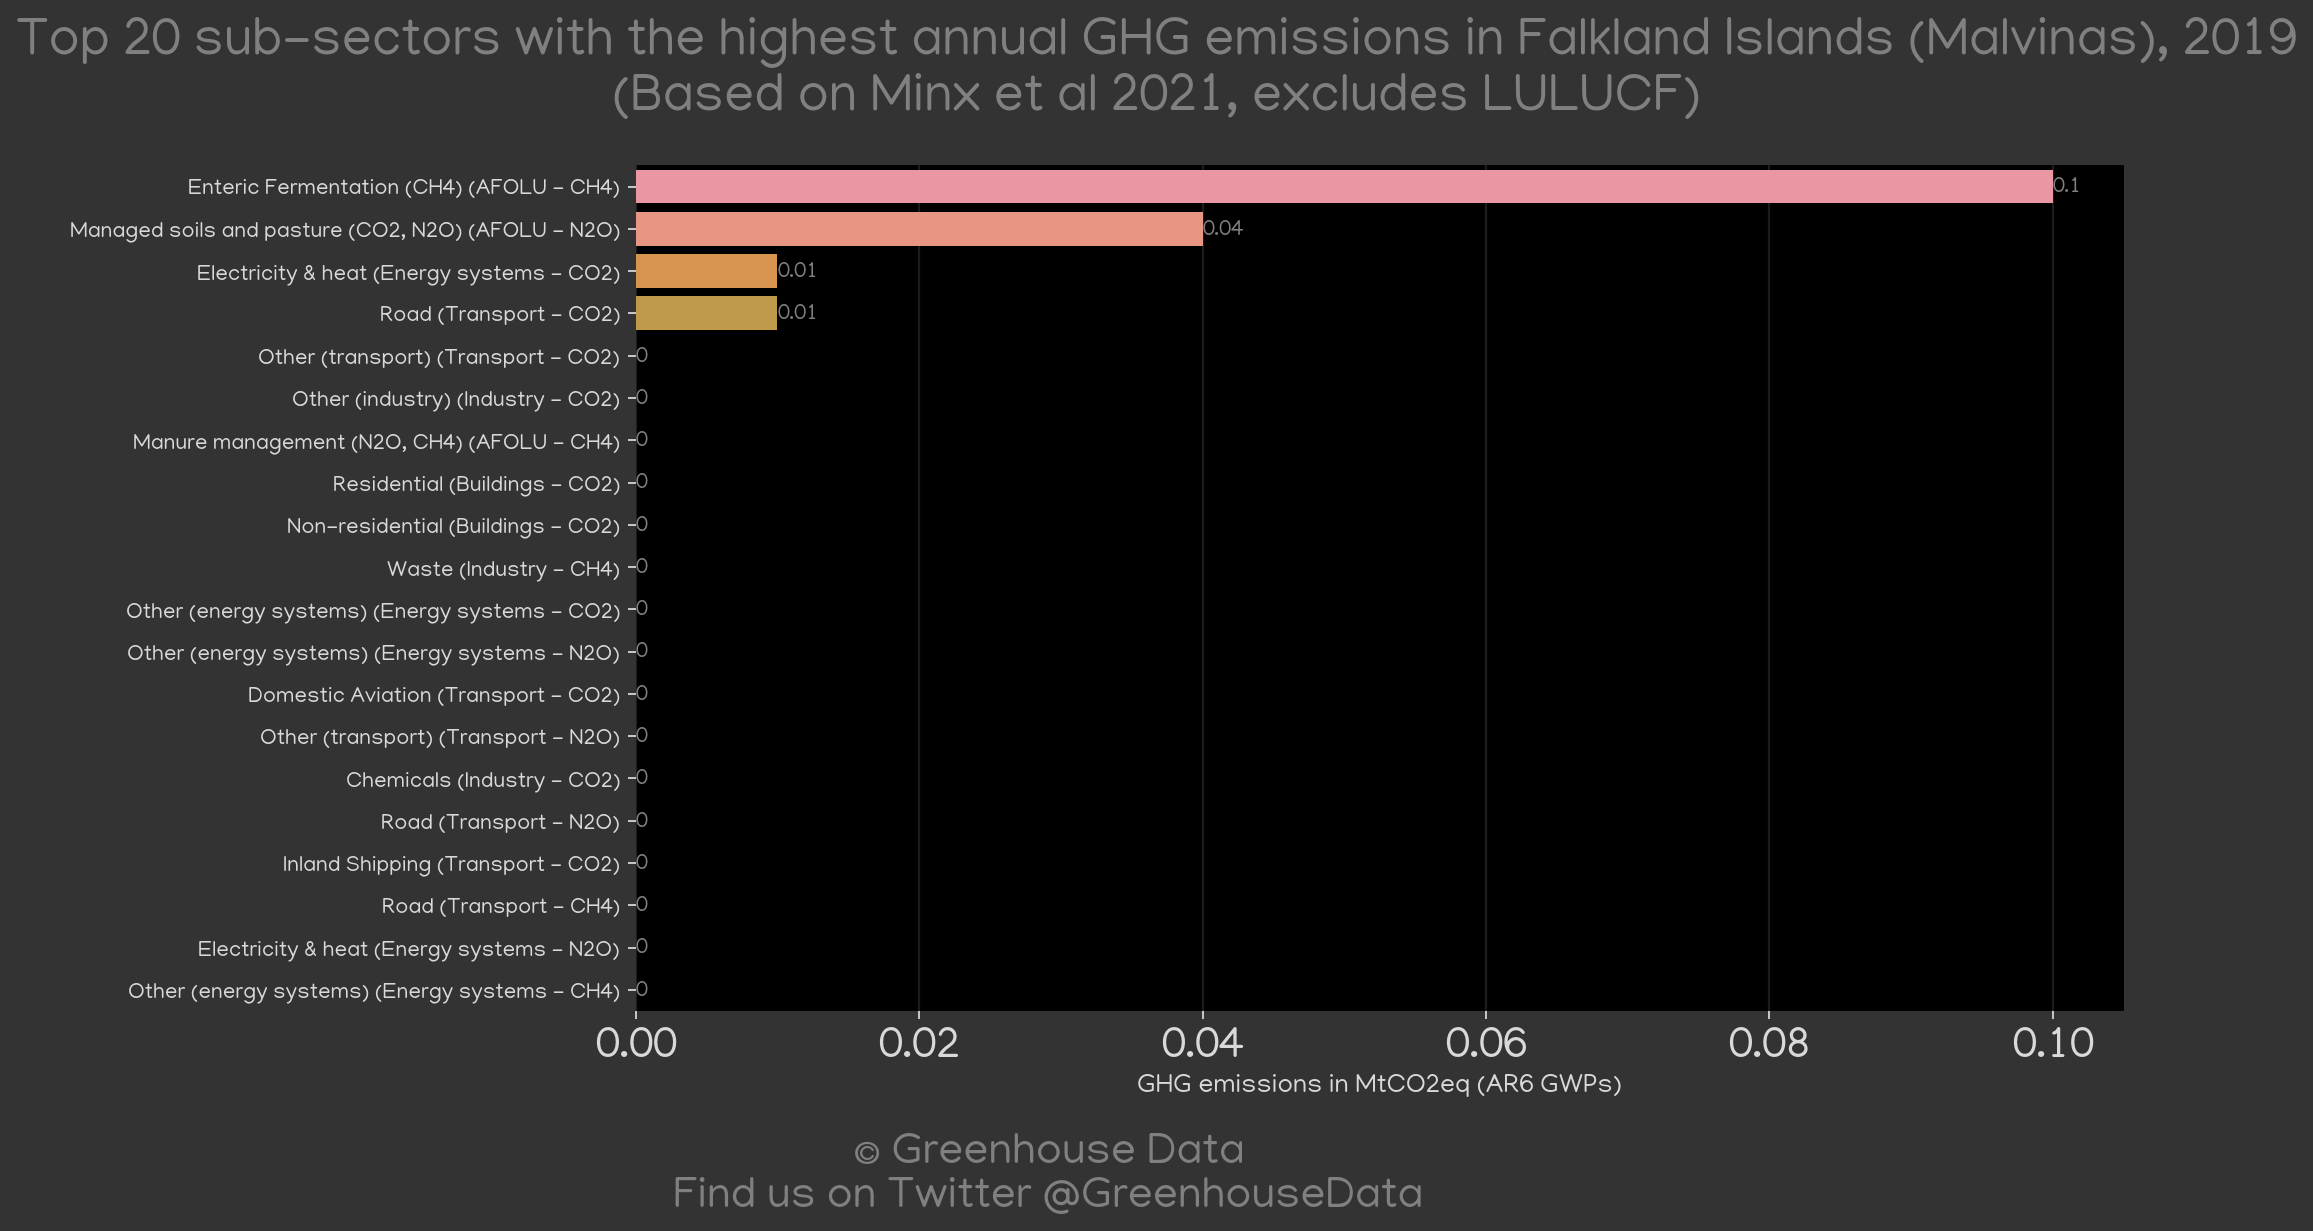 Top 20 sub-sectors with the highest annual GHG emissions in Falkland Islands (Malvinas), 2019
(Based on Minx et al 2021, excludes LULUCF)
Enteric Fermentation (CH4) (AFOLU - CH4) 0.1
Managed soils and pasture (CO2, N2O) (AFOLU - N2O) 0.04
Electricity & heat (Energy systems - CO2) 0.01
Road (Transport - CO2) 0.01
Other (transport) (Transport - CO2) 0
Other (industry) (Industry - CO2) 0
Manure management (N2O, CH4) (AFOLU - CH4) 0
Residential (Buildings - CO2) 0
Non-residential (Buildings - CO2) 0
Waste (Industry - CH4) 0
Other (energy systems) (Energy systems - CO2) 0
Other (energy systems) (Energy systems - N2O) 0
Domestic Aviation (Transport - CO2) 0
Other (transport) (Transport - N2O) 0
Chemicals (Industry - CO2) 0
Road (Transport - N2O) 0
Inland Shipping (Transport - CO2) 0
Road (Transport - CH4) 0
Electricity & heat (Energy systems - N2O) 0
Other (energy systems) (Energy systems - CH4) 0
0.00 0.02 0.04 0.06 0.08 0.10
GHG emissions in MtCO2eq (AR6 GWPs)
© Greenhouse Data
Find us on Twitter @GreenhouseData